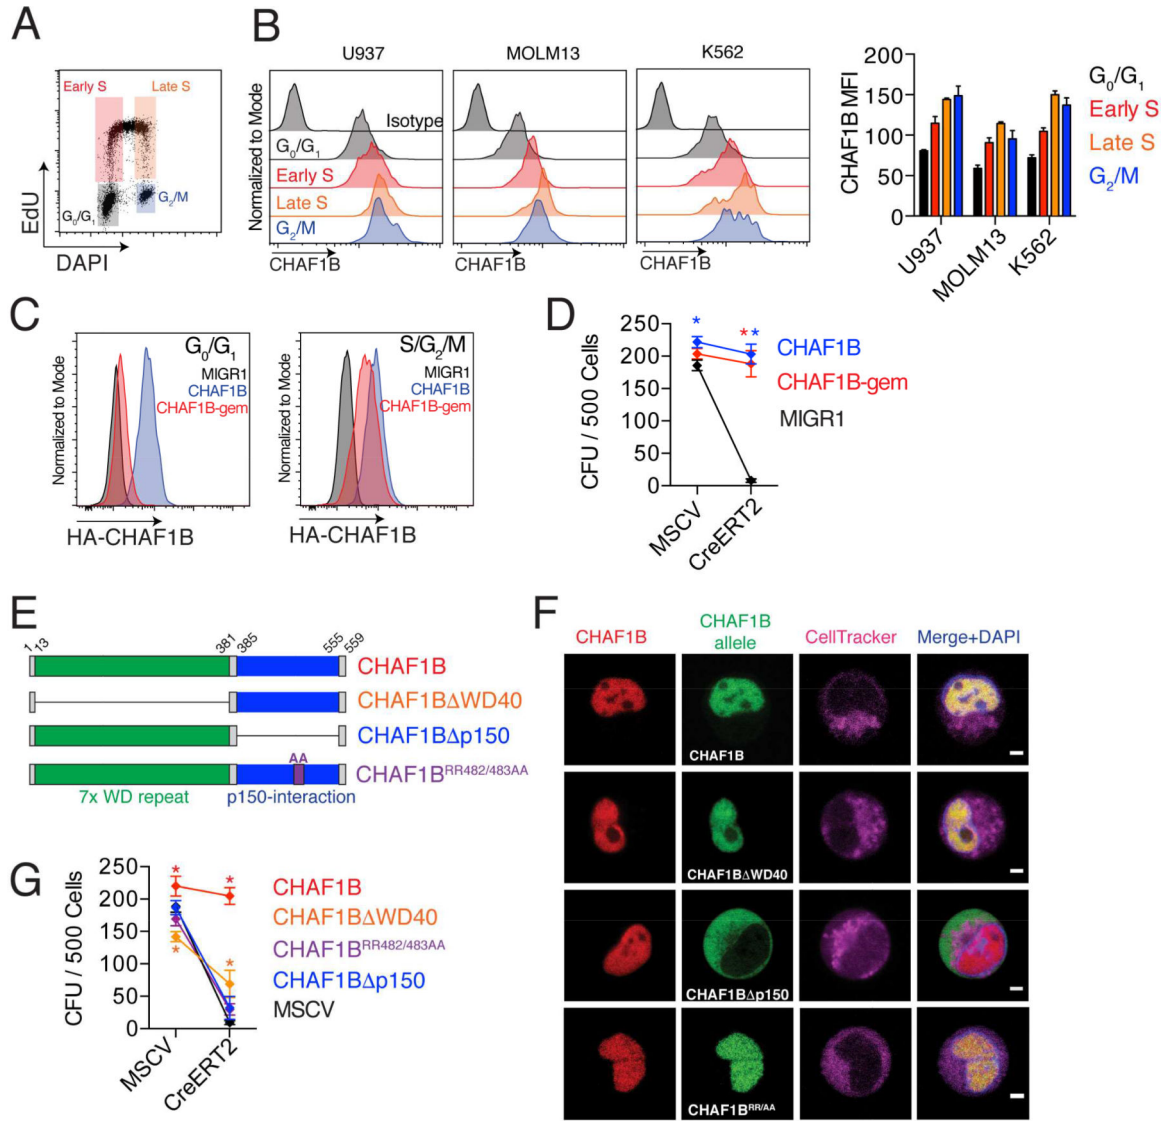 A
Early S
Late S
G₀/G₁
G₂/M
EdU
DAPI
B
U937
MOLM13
K562
Normalized to Mode
Isotype
G₀/G₁
Early S
Late S
G₂/M
CHAF1B
CHAF1B
CHAF1B
CHAF1B MFI
200
150
100
50
0
U937
MOLM13
K562
G₀/G₁
Early S
Late S
G₂/M
C
Normalized to Mode
G₀/G₁
MIGR1
CHAF1B
CHAF1B-gem
HA-CHAF1B
Normalized to Mode
S/G₂/M
MIGR1
CHAF1B
CHAF1B-gem
HA-CHAF1B
D
CFU / 500 Cells
250
200
150
100
50
0
*
* *
MSCV
CreERT2
CHAF1B
CHAF1B-gem
MIGR1
E
1 13 381 385 555 559
CHAF1B
CHAF1BΔWD40
CHAF1BΔp150
AA
CHAF1B^RR482/483AA
7x WD repeat
p150-interaction
F
CHAF1B
CHAF1B
allele
CellTracker
Merge+DAPI
CHAF1B
CHAF1BΔWD40
CHAF1BΔp150
CHAF1B^RR/AA
G
CFU / 500 Cells
250
200
150
100
50
0
* *
* *
MSCV
CreERT2
CHAF1B
CHAF1BΔWD40
CHAF1B^RR482/483AA
CHAF1BΔp150
MSCV